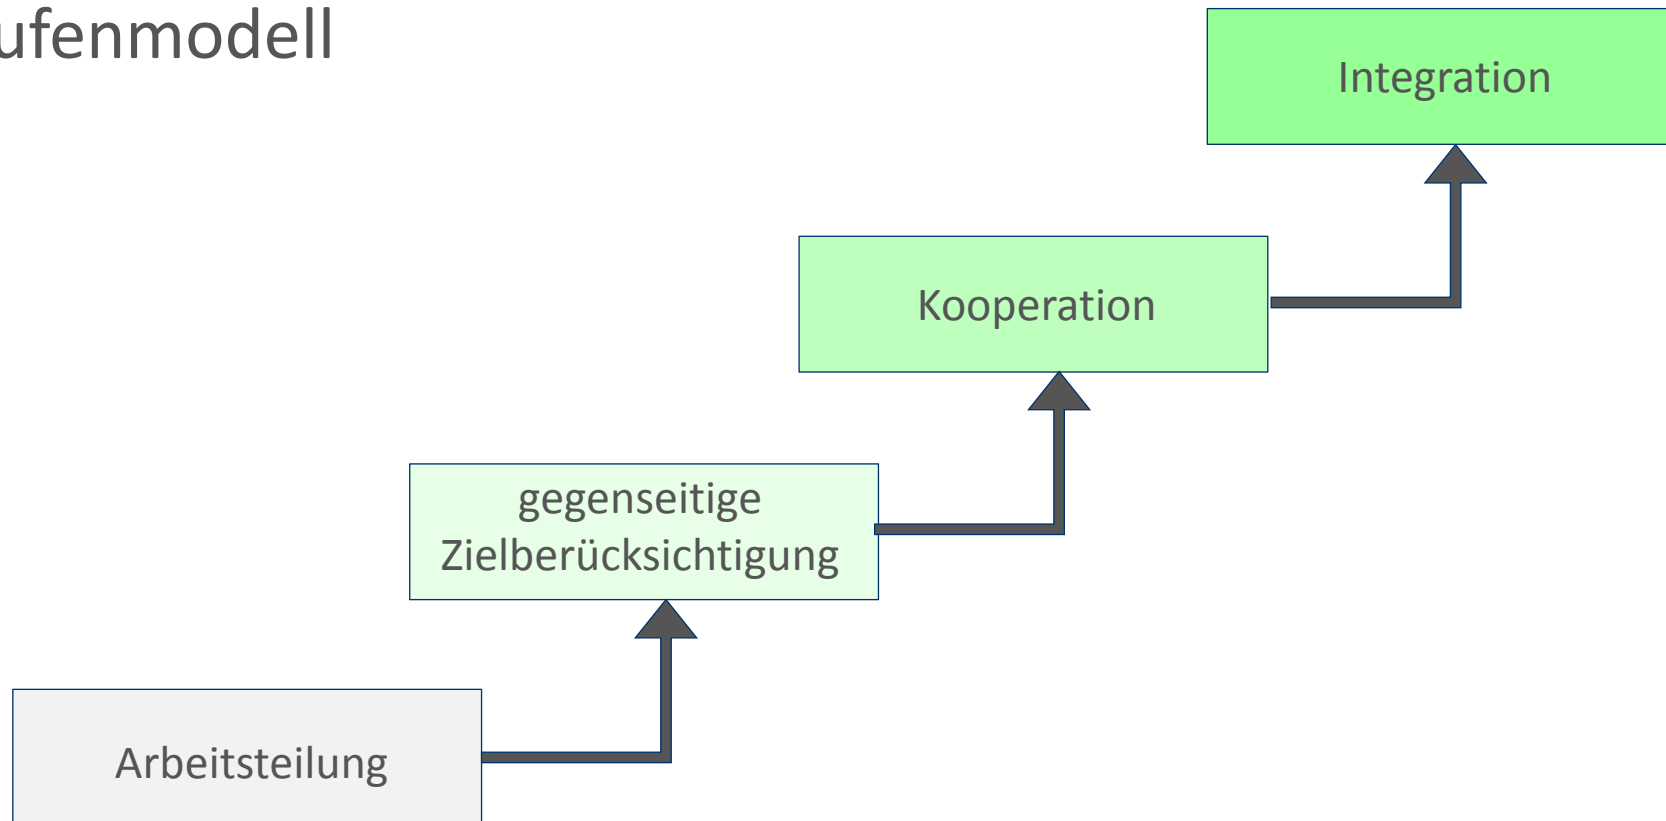 ufenmodell
Integration
Kooperation
gegenseitige
Zielberücksichtigung
Arbeitsteilung